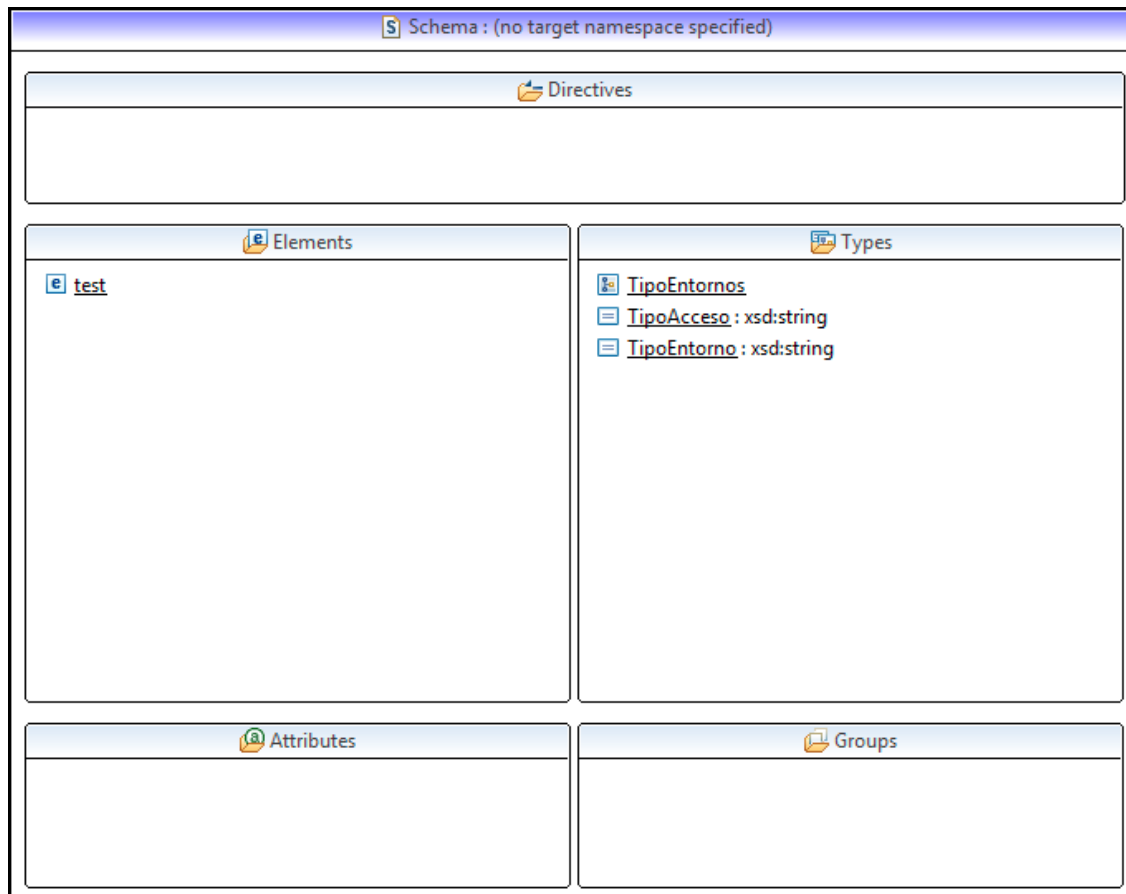 Schema : (no target namespace specified)
Directives
Elements
test
Types
TipoEntornos
TipoAcceso : xsd:string
TipoEntorno : xsd:string
Attributes
Groups